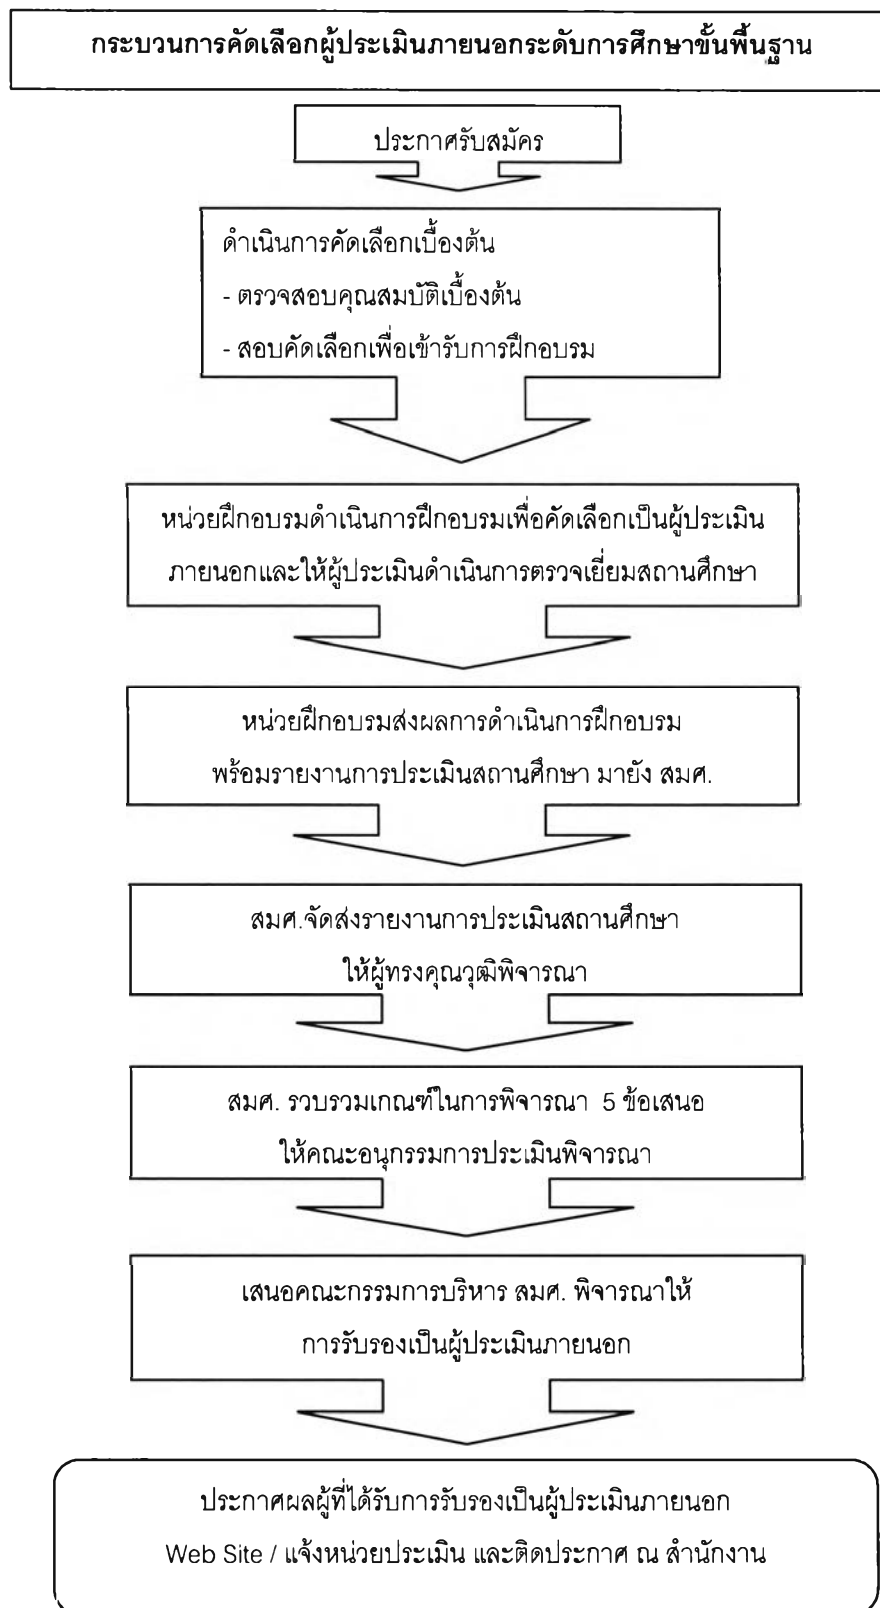 กระบวนการคัดเลือกผู้ประเมินภายนอกระดับการศึกษาขั้นพื้นฐาน
ประกาศรับสมัคร
ดำเนินการคัดเลือกเบื้องต้น
- ตรวจสอบคุณสมบัติเบื้องต้น
- สอบคัดเลือกเพื่อเข้ารับการฝึกอบรม
หน่วยฝึกอบรมดำเนินการฝึกอบรมเพื่อคัดเลือกเป็นผู้ประเมิน
ภายนอกและให้ผู้ประเมินดำเนินการตรวจเยี่ยมสถานศึกษา
หน่วยฝึกอบรมส่งผลการดำเนินการฝึกอบรม
พร้อมรายงานการประเมินสถานศึกษา มายัง สมศ.
สมศ.จัดส่งรายงานการประเมินสถานศึกษา
ให้ผู้ทรงคุณวุฒิพิจารณา
สมศ. รวบรวมเกณฑ์ในการพิจารณา 5 ข้อเสนอ
ให้คณะอนุกรรมการประเมินพิจารณา
เสนอคณะกรรมการบริหาร สมศ. พิจารณาให้
การรับรองเป็นผู้ประเมินภายนอก
ประกาศผลผู้ที่ได้รับการรับรองเป็นผู้ประเมินภายนอก
Web Site / แจ้งหน่วยประเมิน และติดประกาศ ณ สำนักงาน